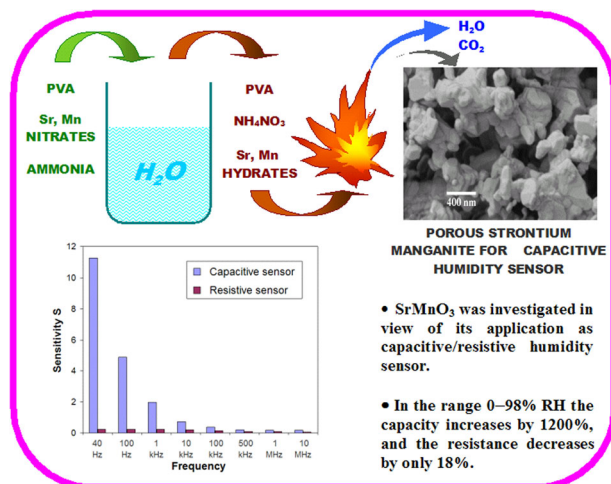 H₂O
CO₂
PVA
Sr, Mn
NITRATES
AMMONIA
H₂O
PVA
NH₄NO₃
Sr, Mn
HYDRATES
400 nm
POROUS STRONTIUM
MANGANITE FOR CAPACITIVE
HUMIDITY SENSOR
12
10
8
6
4
2
0
Sensitivity S
Capacitive sensor
Resistive sensor
40 100 1 10 100 500 1 10
Hz Hz kHz kHz kHz kHz MHz MHz
Frequency
• SrMnO₃ was investigated in
view of its application as
capacitive/resistive humidity
sensor.
• In the range 0–98% RH the
capacity increases by 1200%,
and the resistance decreases
by only 18%.